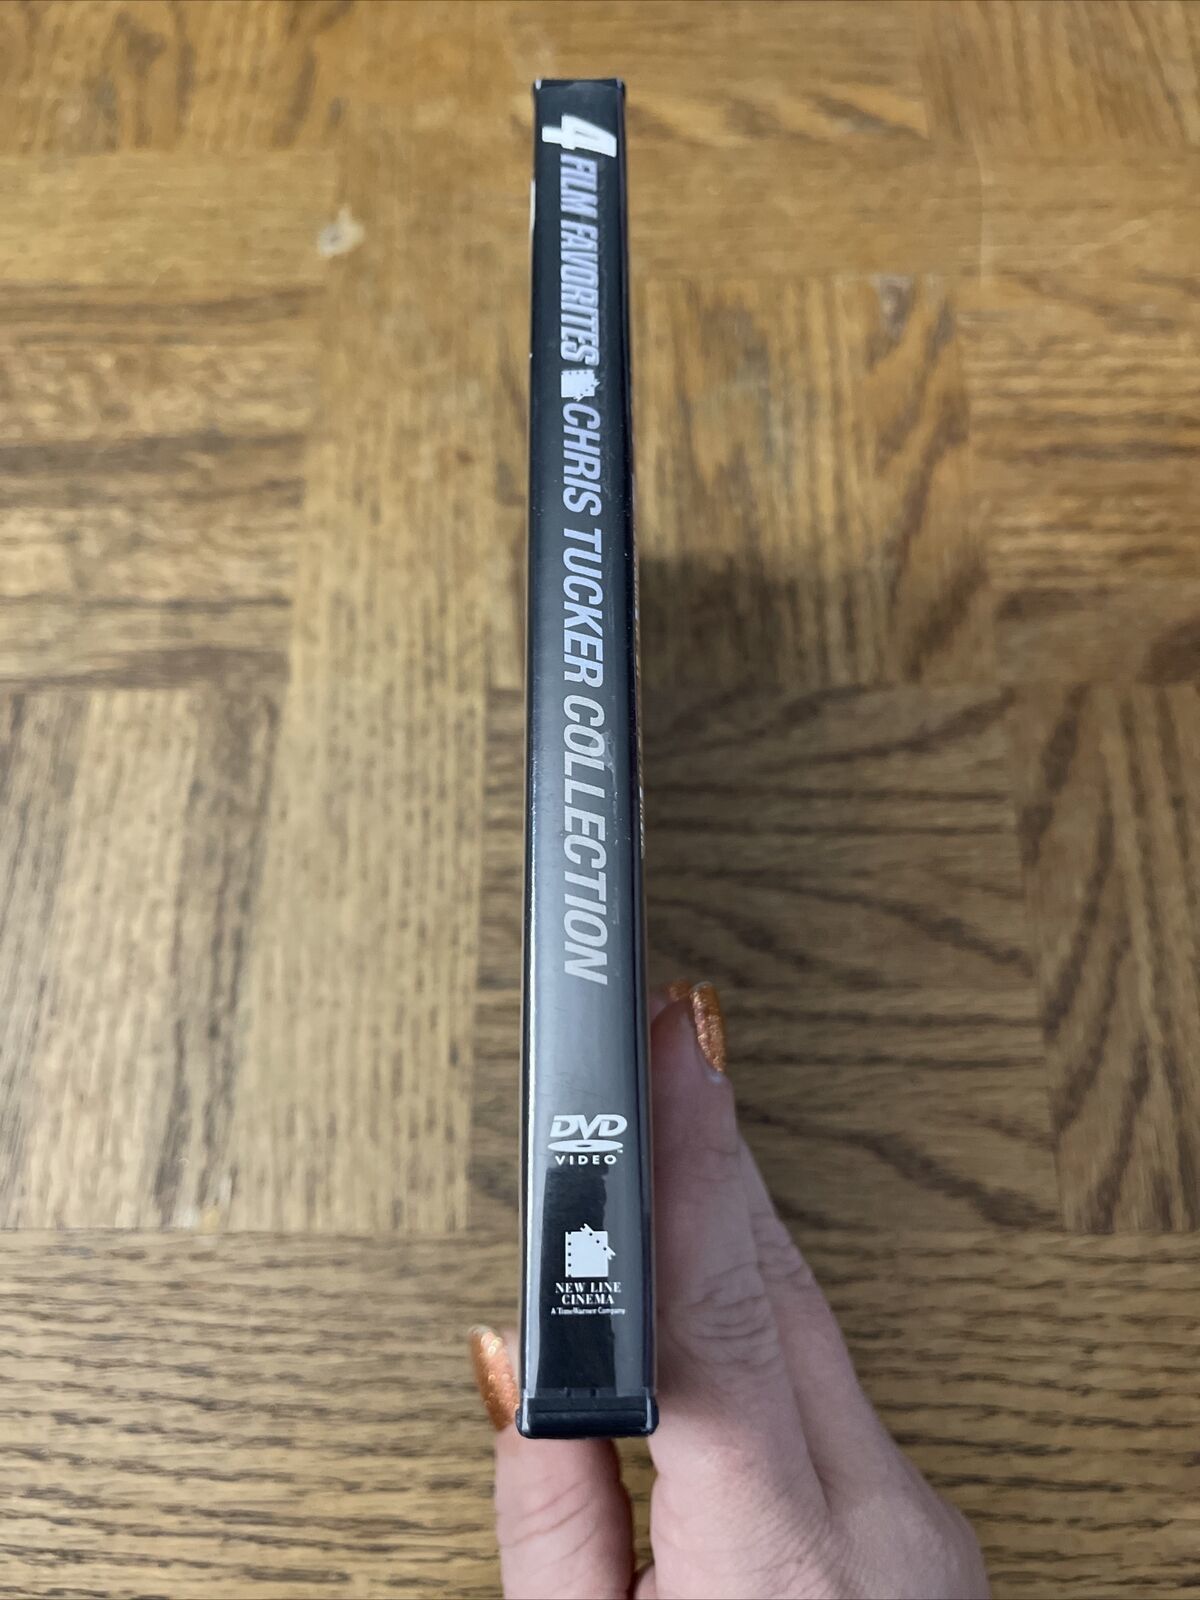 4 FILM FAVORITES CHRIS TUCKER COLLECTION
DVD
VIDEO
NEW LINE
CINEMA
A TimeWarner Company